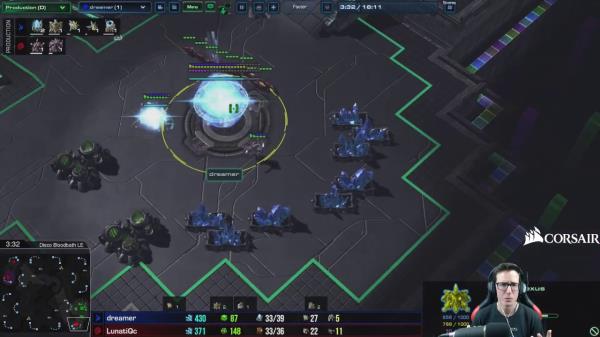 Production (D)
dreamer (1)
Menu
Faster
3:32 / 16:11
PRODUCTION
dreamer
CORSAIR
3:32 Disco Bloodbath LE
dreamer 430 87 33/39 27 5
LunatiQc 371 148 33/36 22 11